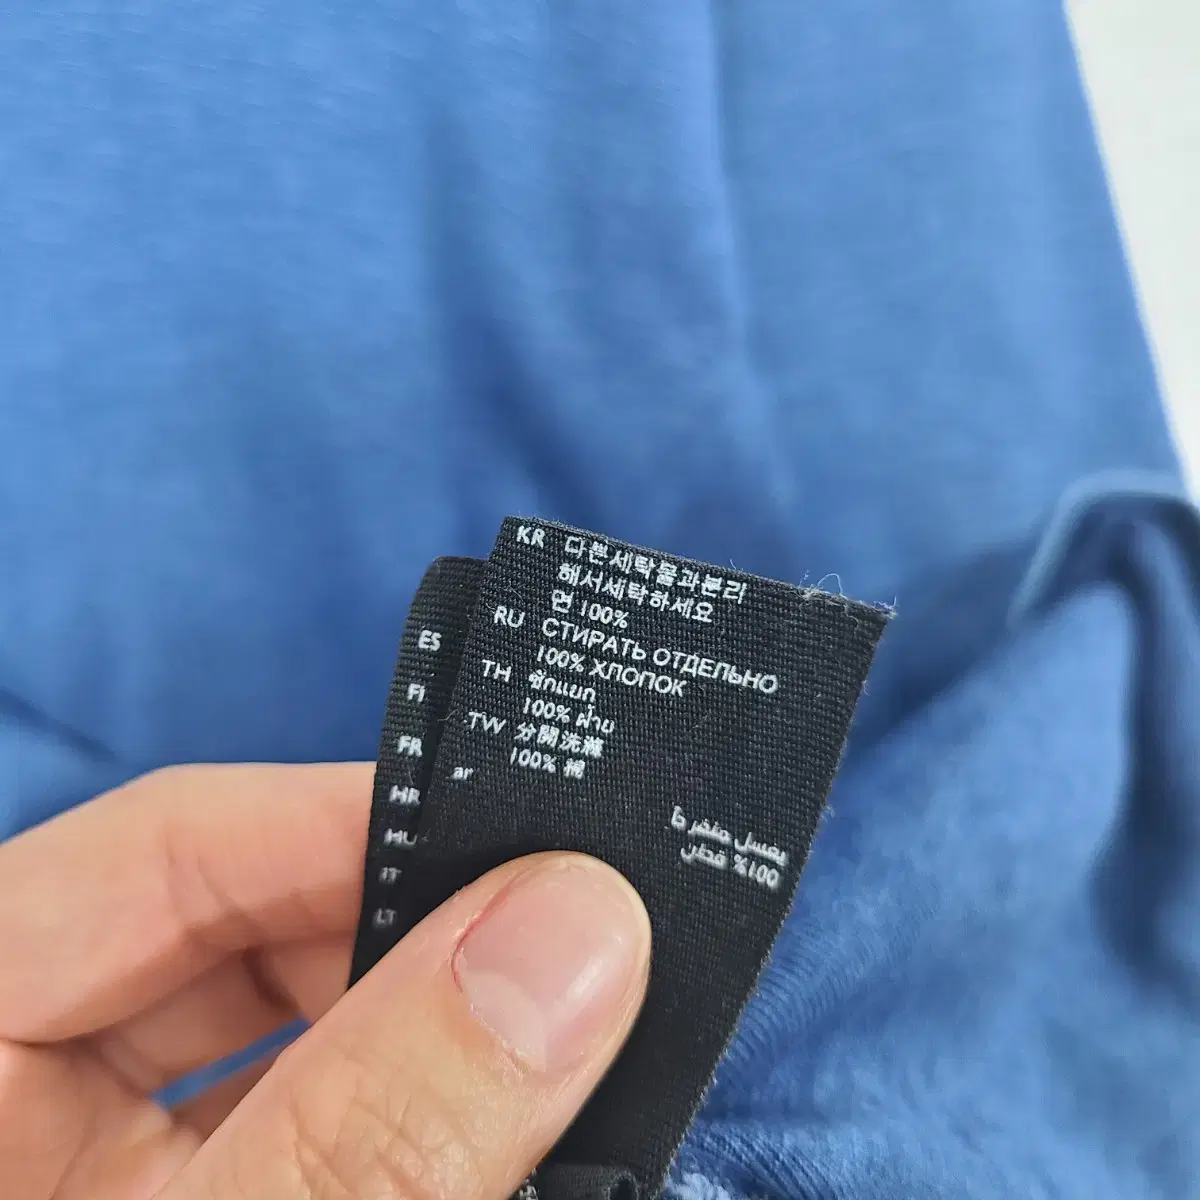 KR 다른세탁물과분리
해서세탁하세요
면 100%
RU СТИРАТЬ ОТДЕЛЬНО
100% ХЛОПОК
TH ซักแยก
100% ฝ้าย
TW 分開洗滌
100% 棉
ar
يغسل
100% قطن
ES
FI
FR
HR
HU
IT
LT